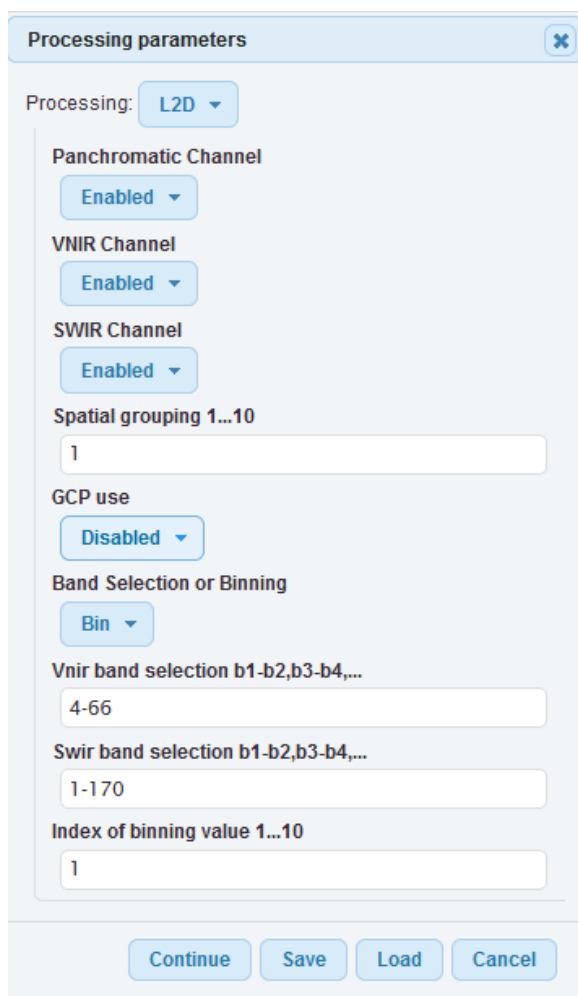 Processing parameters
Processing: L2D
Panchromatic Channel
Enabled
VNIR Channel
Enabled
SWIR Channel
Enabled
Spatial grouping 1...10
1
GCP use
Disabled
Band Selection or Binning
Bin
Vnir band selection b1-b2,b3-b4,...
4-66
Swir band selection b1-b2,b3-b4,...
1-170
Index of binning value 1...10
1
Continue Save Load Cancel